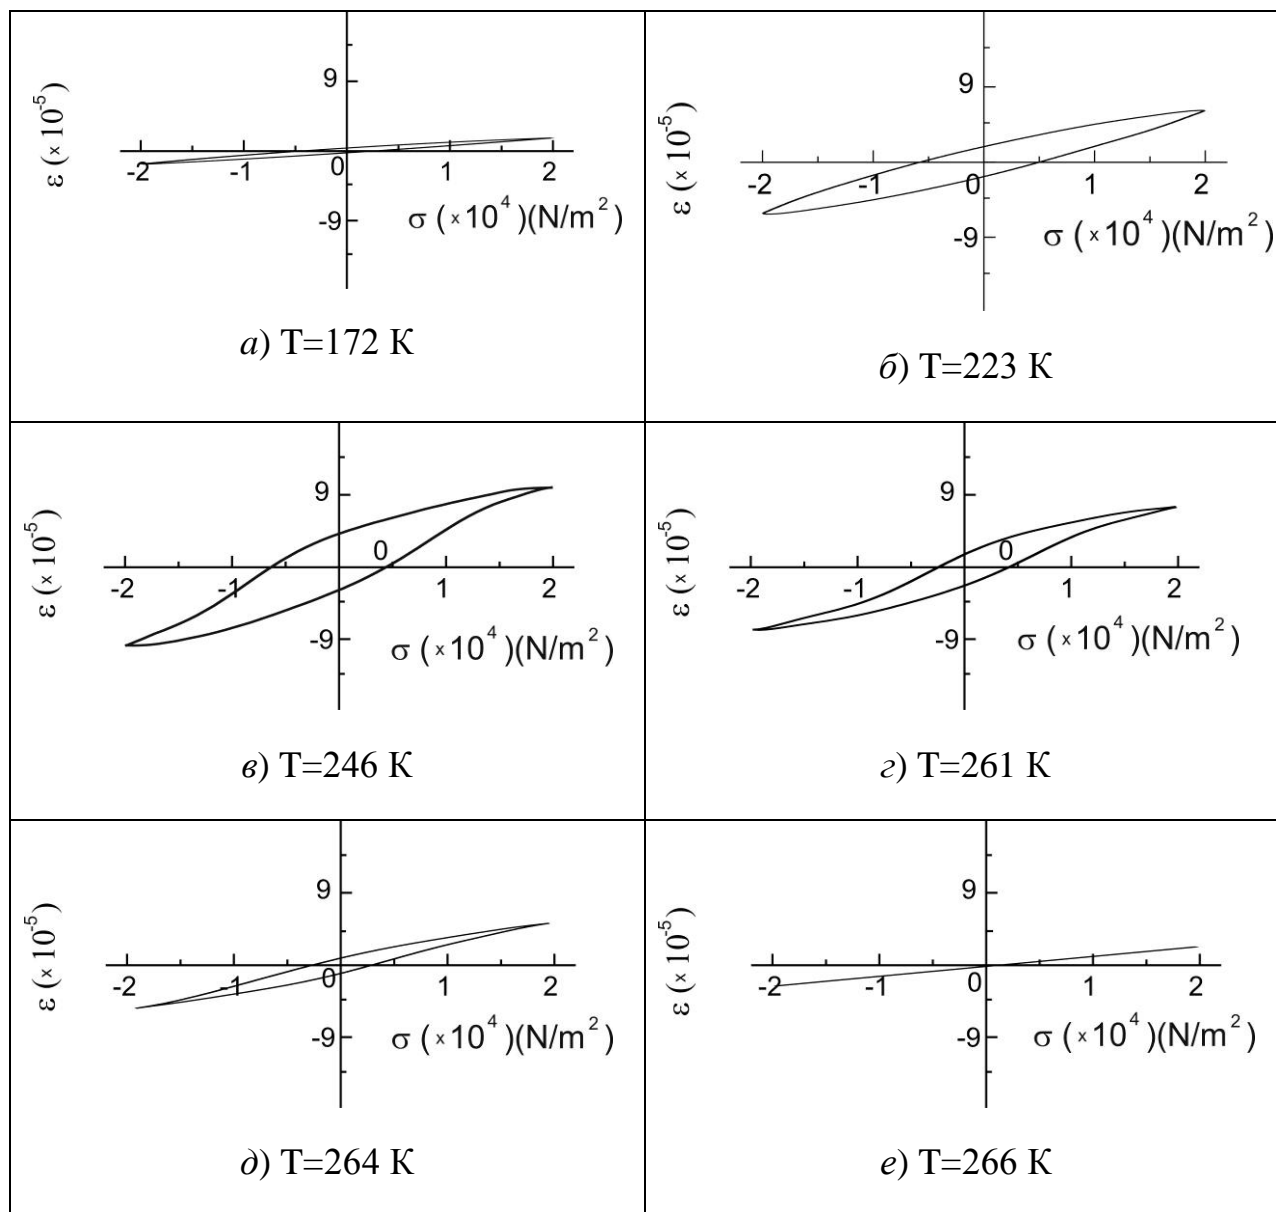 ε (×10⁻⁵)
9
-2 -1 0 1 2
-9
σ (×10⁴)(N/m²)
а) T=172 К
ε (×10⁻⁵)
9
-2 -1 0 1 2
-9
σ (×10⁴)(N/m²)
б) T=223 К
ε (×10⁻⁵)
9
0
-2 -1 1 2
-9
σ (×10⁴)(N/m²)
в) T=246 К
ε (×10⁻⁵)
9
0
-2 -1 1 2
-9
σ (×10⁴)(N/m²)
г) T=261 К
ε (×10⁻⁵)
9
-2 -1 0 1 2
-9
σ (×10⁴)(N/m²)
д) T=264 К
ε (×10⁻⁵)
9
-2 -1 0 1 2
-9
σ (×10⁴)(N/m²)
е) T=266 К